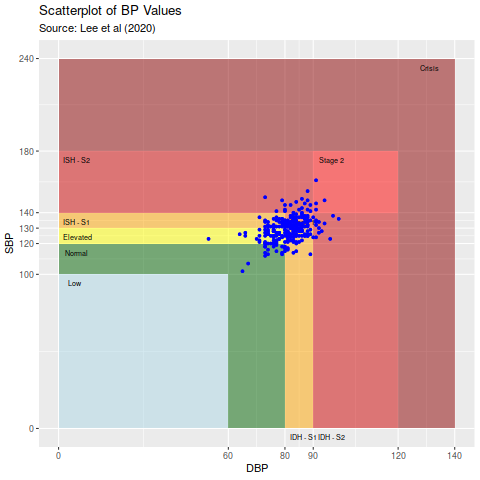 Scatterplot of BP Values
Source: Lee et al (2020)
240
Crisis
180
ISH - S2
Stage 2
140
ISH - S1
130
Elevated
120
Normal
100
Low
SBP
0
IDH - S1 IDH - S2
0 60 80 90 120 140
DBP